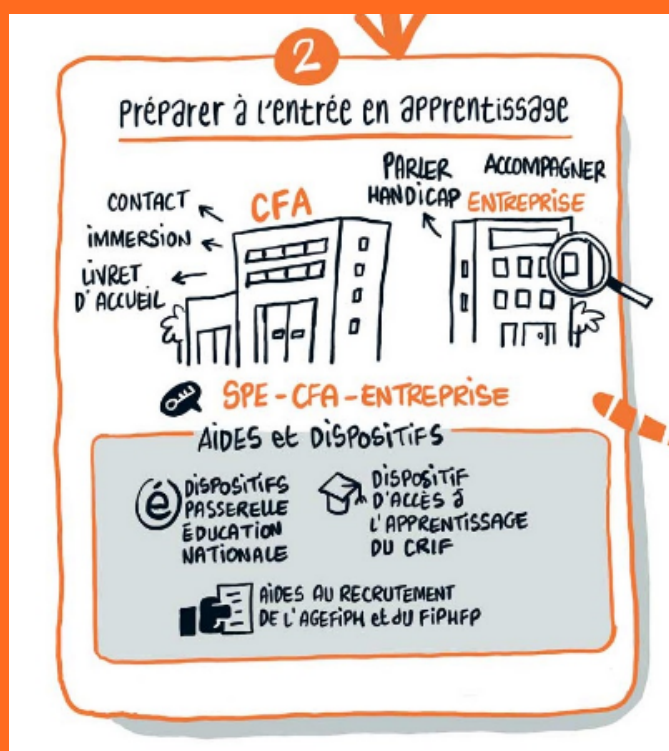 2
Préparer à l'entrée en apprentissage
CONTACT
iMMERSiON
LiVRET
D'ACCUEiL
CFA
PARLER
HANDiCAP
ACCOMPAGNER
ENTREPRiSE
SPE - CFA - ENTREPRiSE
AiDES et DiSPOSiTiFS
é
DiSPOSiTiFS
PASSERELLE
ÉDUCATiON
NATiONALE
DiSPOSiTiF
D'ACCÈS à
L'APPRENTiSSAGE
DU CRiF
AiDES AU RECRUTEMENT
DE L'AGEFiPH et du FiPHFP